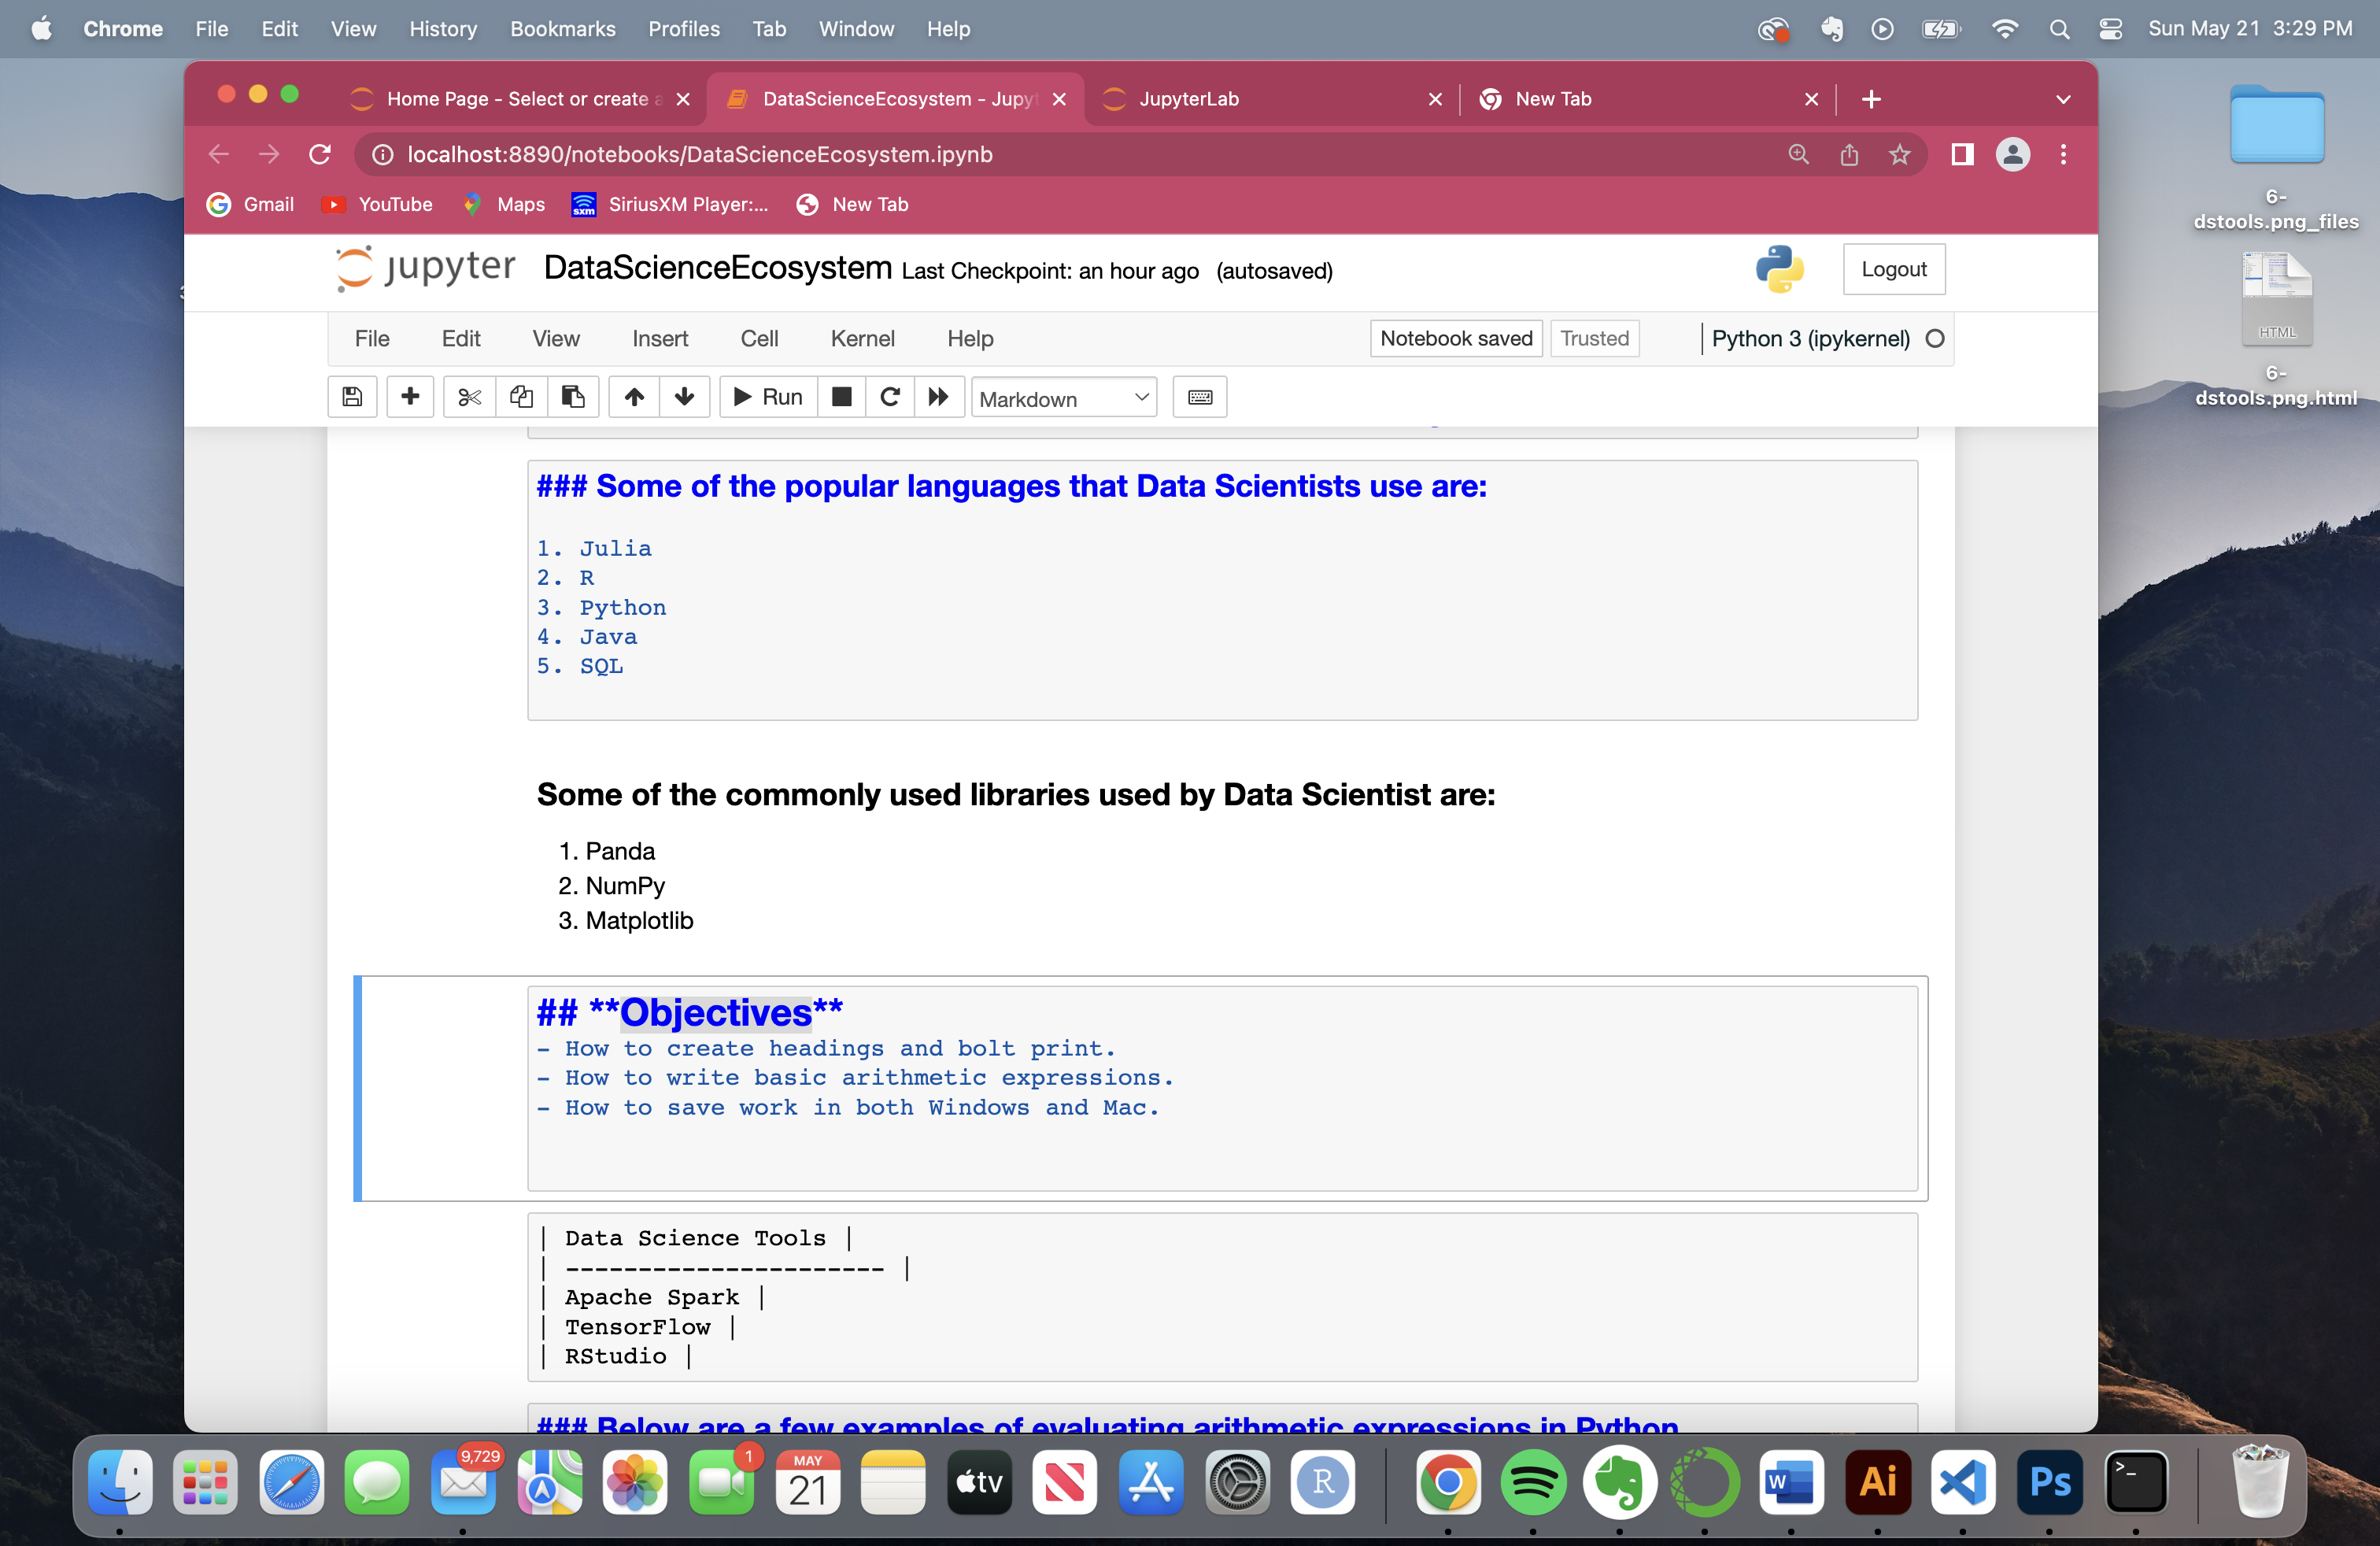 Chrome File Edit View History Bookmarks Profiles Tab Window Help Sun May 21 3:29 PM
Home Page - Select or create a DataScienceEcosystem - Jupyt JupyterLab New Tab
localhost:8890/notebooks/DataScienceEcosystem.ipynb
Gmail YouTube Maps sxm SiriusXM Player:... New Tab
6-
dstools.png_files
HTML
6-
dstools.png.html
jupyter DataScienceEcosystem Last Checkpoint: an hour ago (autosaved) Logout
File Edit View Insert Cell Kernel Help Notebook saved Trusted Python 3 (ipykernel)
Run Markdown
### Some of the popular languages that Data Scientists use are:
1. Julia
2. R
3. Python
4. Java
5. SQL
Some of the commonly used libraries used by Data Scientist are:
1. Panda
2. NumPy
3. Matplotlib
## **Objectives**
- How to create headings and bolt print.
- How to write basic arithmetic expressions.
- How to save work in both Windows and Mac.
| Data Science Tools |
| ---------------------- |
| Apache Spark |
| TensorFlow |
| RStudio |
### Below are a few examples of evaluating arithmetic expressions in Python
9,729 1 MAY 21 tv R W Ai Ps >_